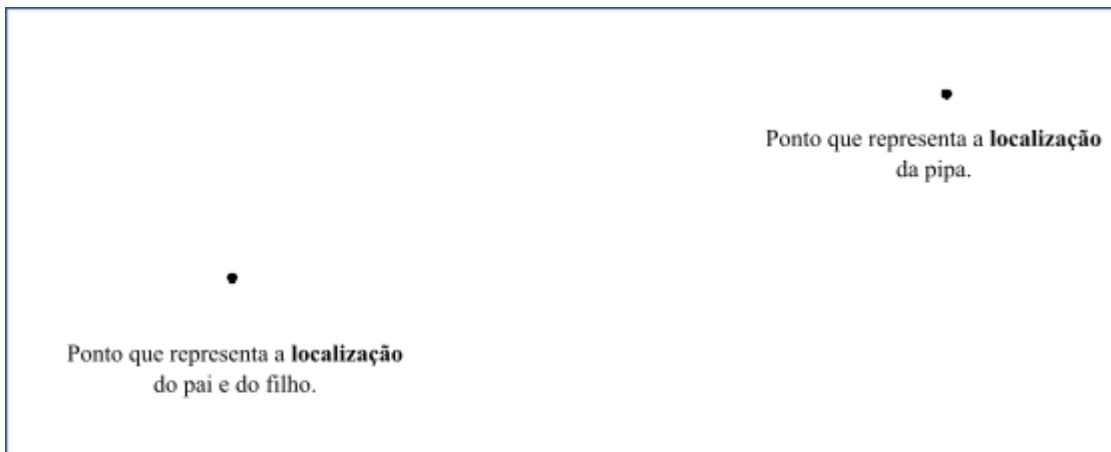 Ponto que representa a localização
da pipa.
Ponto que representa a localização
do pai e do filho.